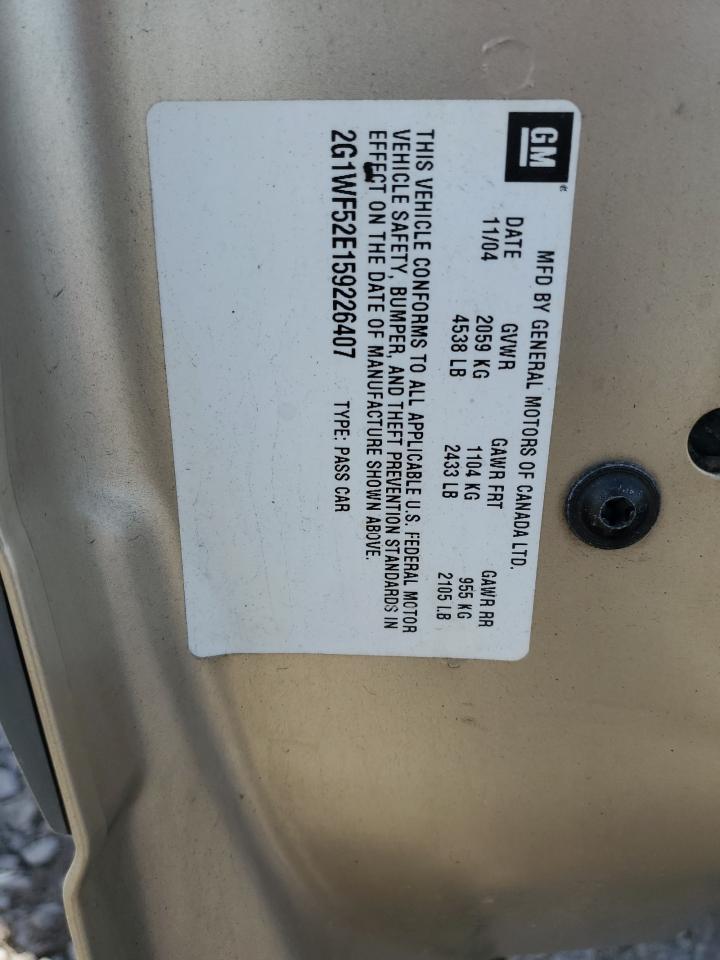 GM
MFD BY GENERAL MOTORS OF CANADA LTD.
DATE GVWR GAWR FRT GAWR RR
11/04 2059 KG 1104 KG 955 KG
4538 LB 2433 LB 2105 LB
THIS VEHICLE CONFORMS TO ALL APPLICABLE U.S. FEDERAL MOTOR
VEHICLE SAFETY, BUMPER, AND THEFT PREVENTION STANDARDS IN
EFFECT ON THE DATE OF MANUFACTURE SHOWN ABOVE.
2G1WF52E159226407 TYPE: PASS CAR